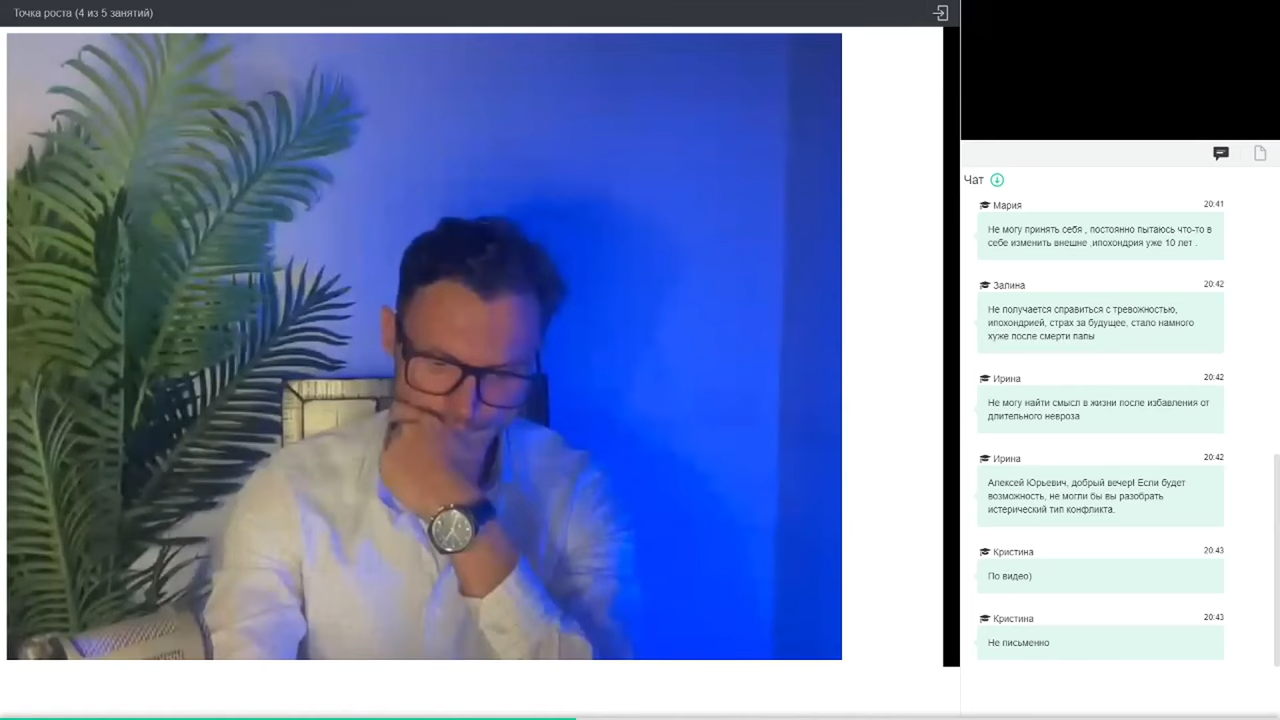 Точка роста (4 из 5 занятий)
Чат
Мария 20:41
Не могу принять себя , постоянно пытаюсь что-то в
себе изменить внешне ,ипохондрия уже 10 лет .
Залина 20:42
Не получается справиться с тревожностью,
ипохондрией, страх за будущее, стало намного
хуже после смерти папы
Ирина 20:42
Не могу найти смысл в жизни после избавления от
длительного невроза
Ирина 20:42
Алексей Юрьевич, добрый вечер! Если будет
возможность, не могли бы вы разобрать
истерический тип конфликта.
Кристина 20:43
По видео)
Кристина 20:43
Не письменно